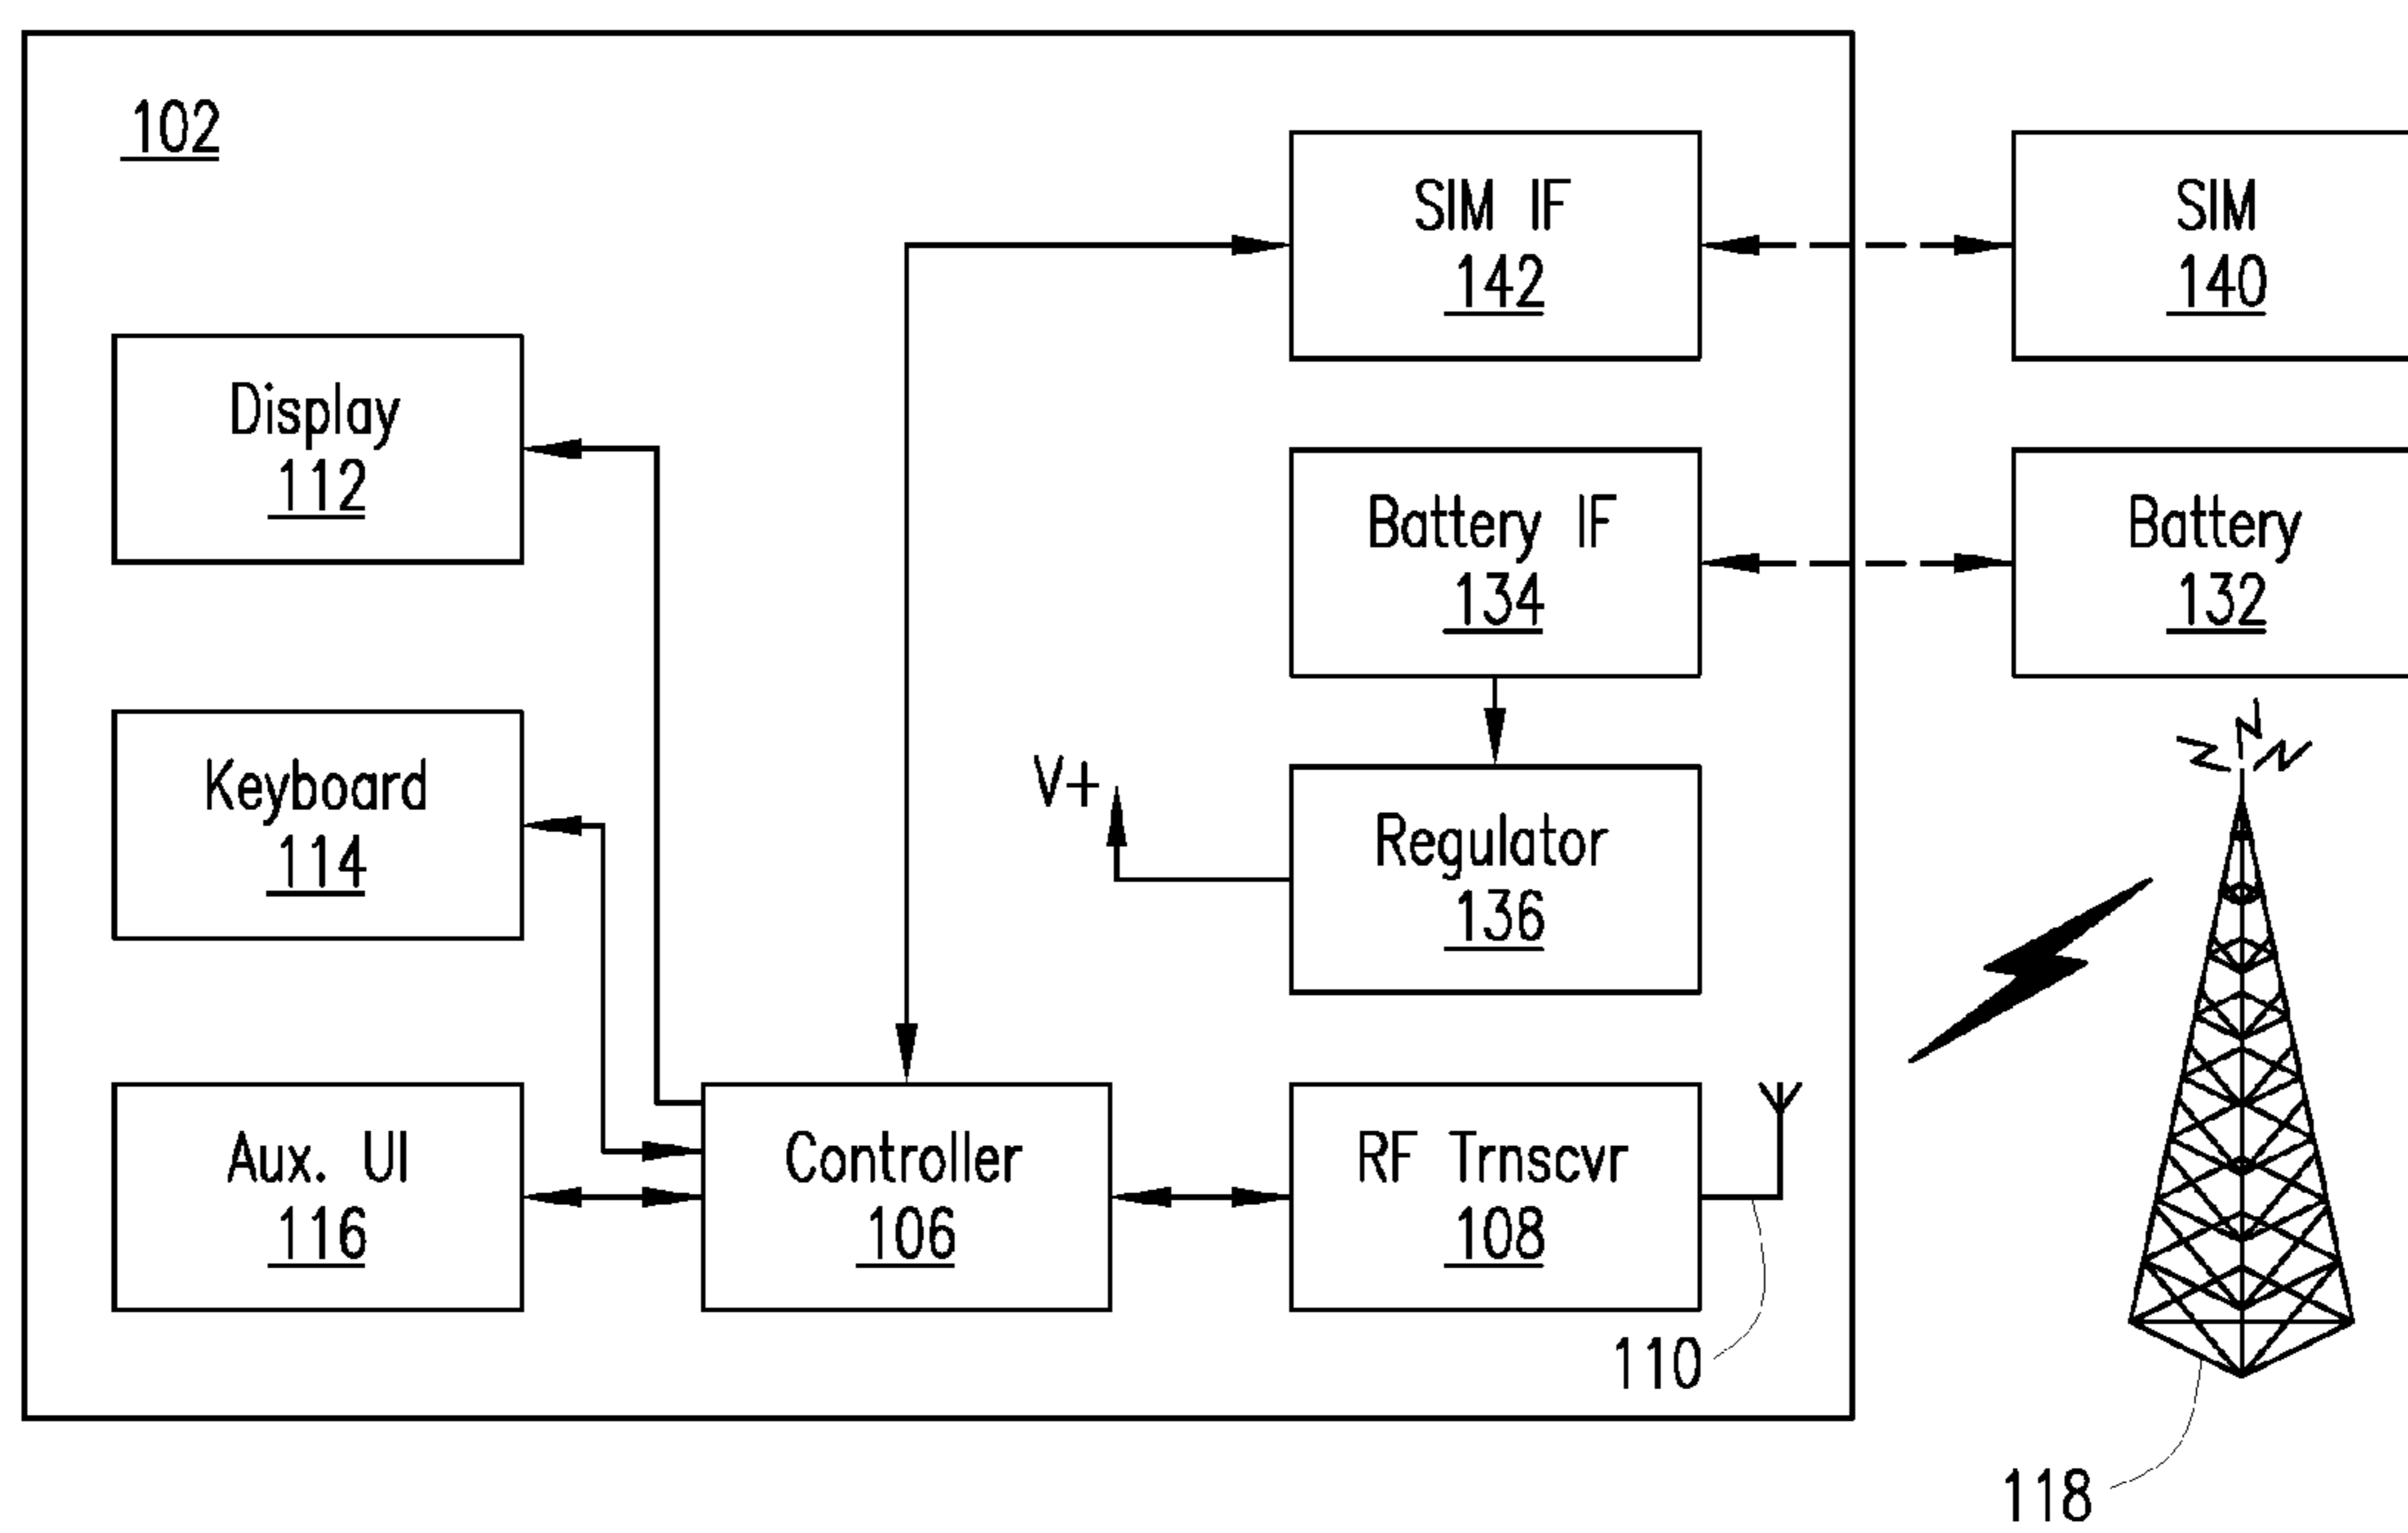 102
SIM IF
142
SIM
140
Display
112
Battery IF
134
Battery
132
Keyboard
114
V+
Regulator
136
Aux. UI
116
Controller
106
RF Trnscvr
108
110
118